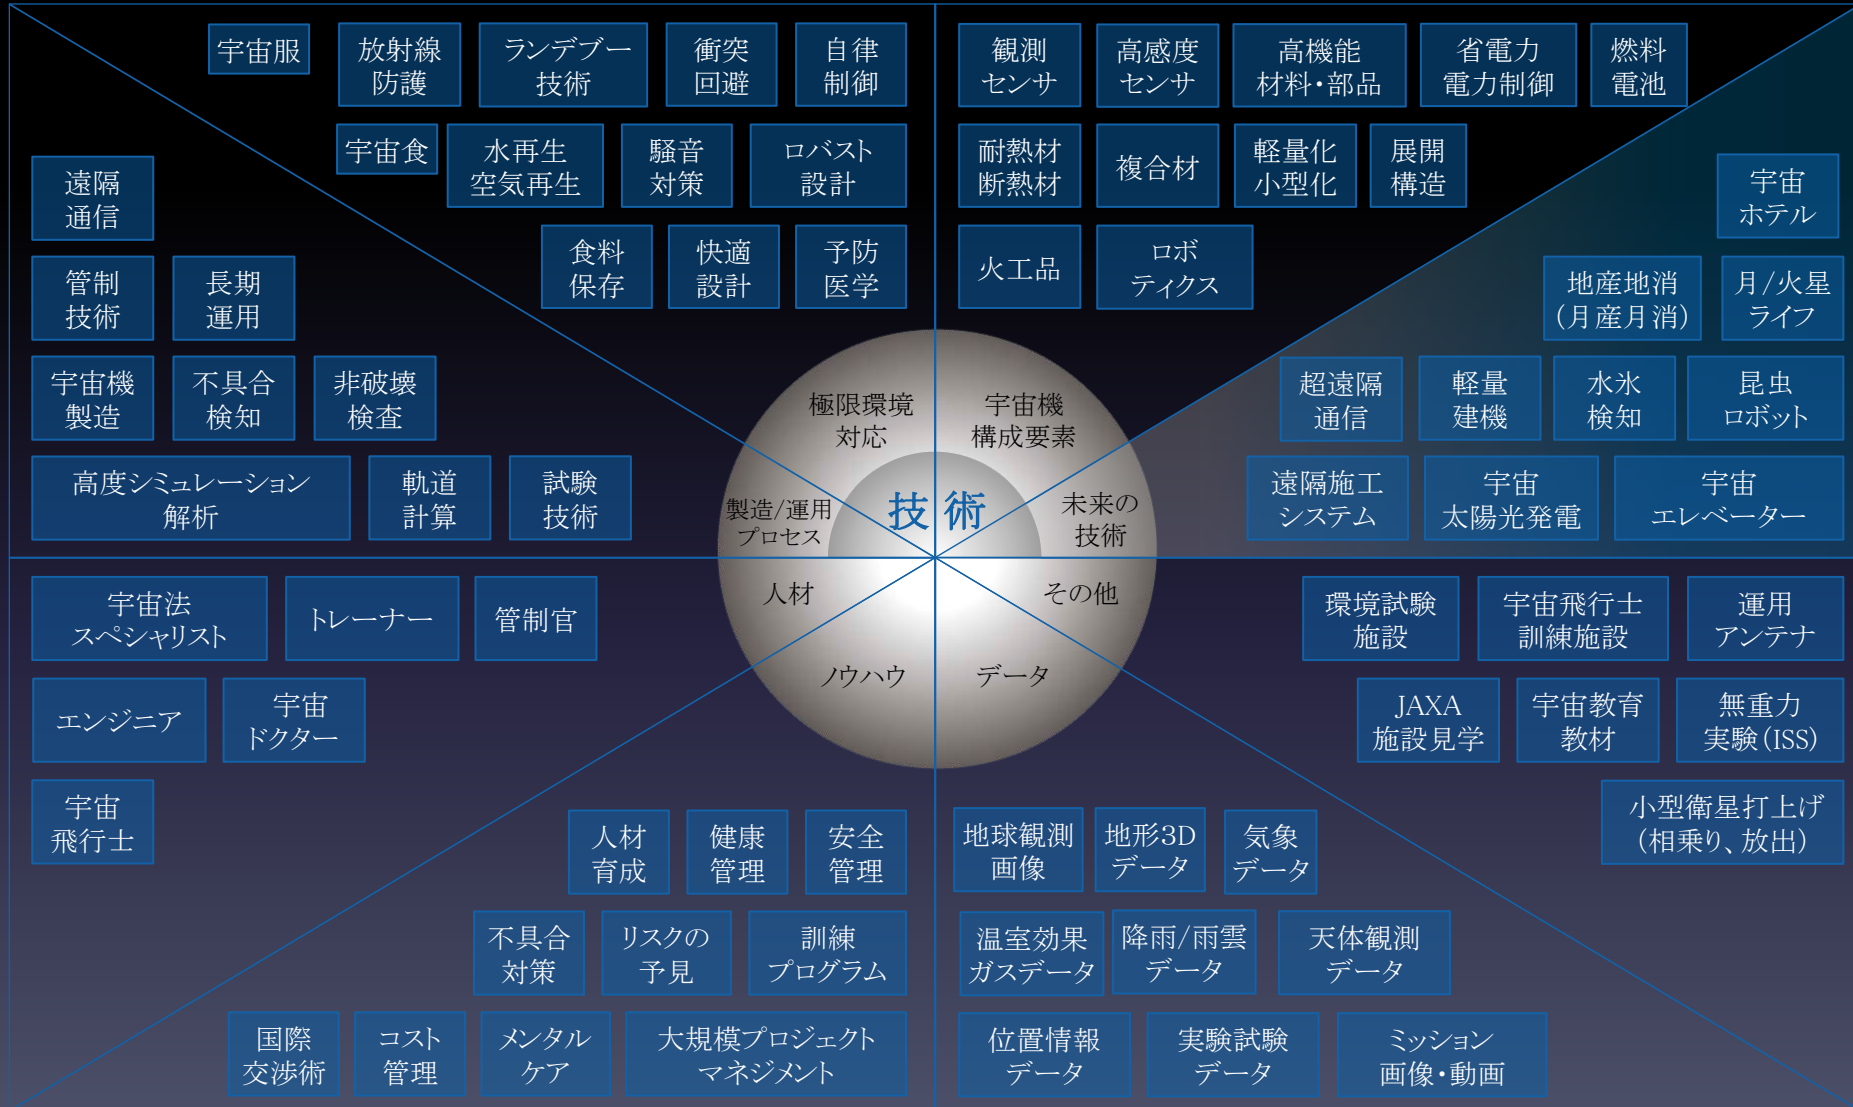 宇宙服
放射線
防護
ランデブー
技術
衝突
回避
自律
制御
宇宙食
水再生
空気再生
騒音
対策
ロバスト
設計
食料
保存
快適
設計
予防
医学
観測
センサ
高感度
センサ
高機能
材料・部品
省電力
電力制御
燃料
電池
耐熱材
断熱材
複合材
軽量化
小型化
展開
構造
火工品
ロボ
ティクス
遠隔
通信
管制
技術
長期
運用
宇宙機
製造
不具合
検知
非破壊
検査
高度シミュレーション
解析
軌道
計算
試験
技術
宇宙
ホテル
地産地消
（月産月消）
月/火星
ライフ
超遠隔
通信
軽量
建機
水氷
検知
昆虫
ロボット
遠隔施工
システム
宇宙
太陽光発電
宇宙
エレベーター
極限環境
対応
宇宙機
構成要素
製造/運用
プロセス
技術
未来の
技術
人材
その他
ノウハウ
データ
宇宙法
スペシャリスト
トレーナー
管制官
エンジニア
宇宙
ドクター
宇宙
飛行士
環境試験
施設
宇宙飛行士
訓練施設
運用
アンテナ
JAXA
施設見学
宇宙教育
教材
無重力
実験（ISS）
小型衛星打上げ
（相乗り、放出）
人材
育成
健康
管理
安全
管理
不具合
対策
リスクの
予見
訓練
プログラム
国際
交渉術
コスト
管理
メンタル
ケア
大規模プロジェクト
マネジメント
地球観測
画像
地形3D
データ
気象
データ
温室効果
ガスデータ
降雨/雨雲
データ
天体観測
データ
位置情報
データ
実験試験
データ
ミッション
画像・動画